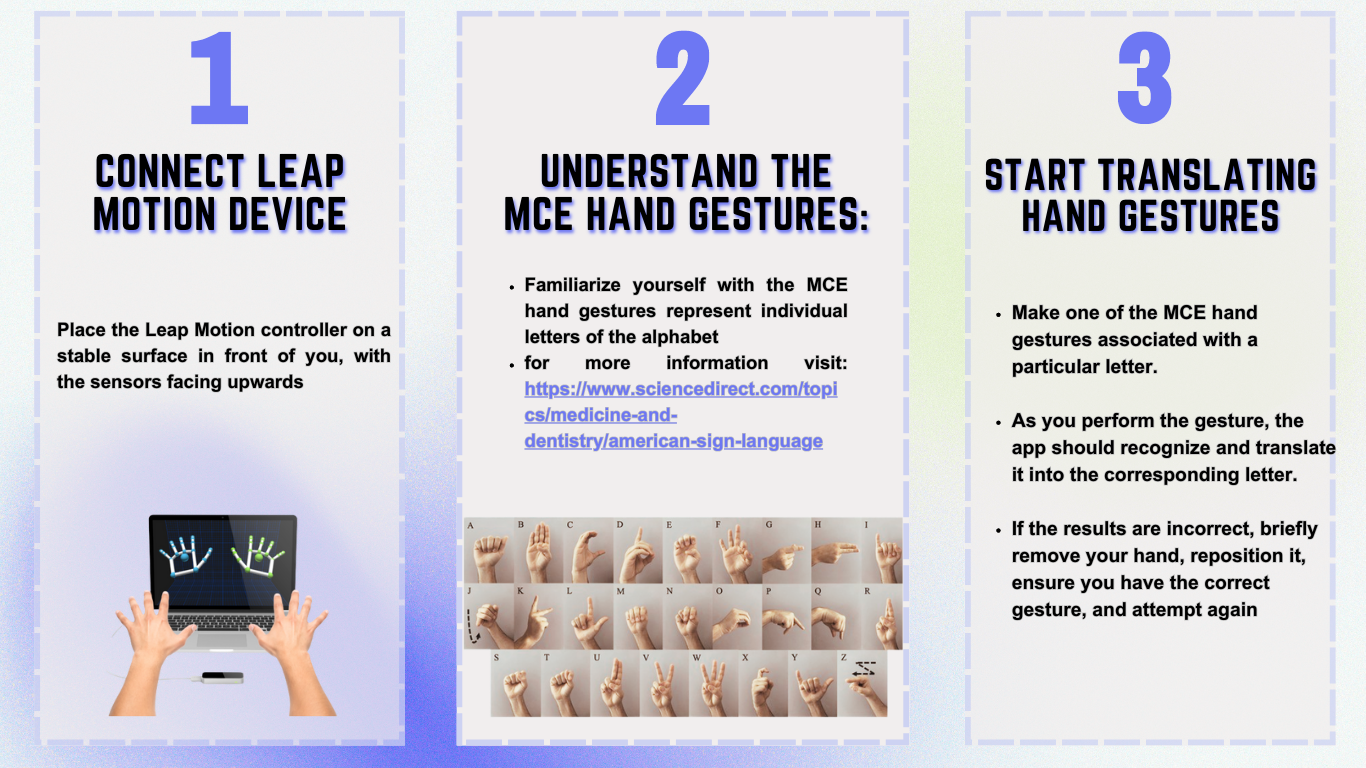 1
CONNECT LEAP
MOTION DEVICE
Place the Leap Motion controller on a
stable surface in front of you, with
the sensors facing upwards
2
UNDERSTAND THE
MCE HAND GESTURES:
• Familiarize yourself with the MCE
hand gestures represent individual
letters of the alphabet
• for more information visit:
https://www.sciencedirect.com/topi
cs/medicine-and-
dentistry/american-sign-language
A B C D E F G H I
J K L M N O P Q R
S T U V W X Y Z
3
START TRANSLATING
HAND GESTURES
• Make one of the MCE hand
gestures associated with a
particular letter.
• As you perform the gesture, the
app should recognize and translate
it into the corresponding letter.
• If the results are incorrect, briefly
remove your hand, reposition it,
ensure you have the correct
gesture, and attempt again